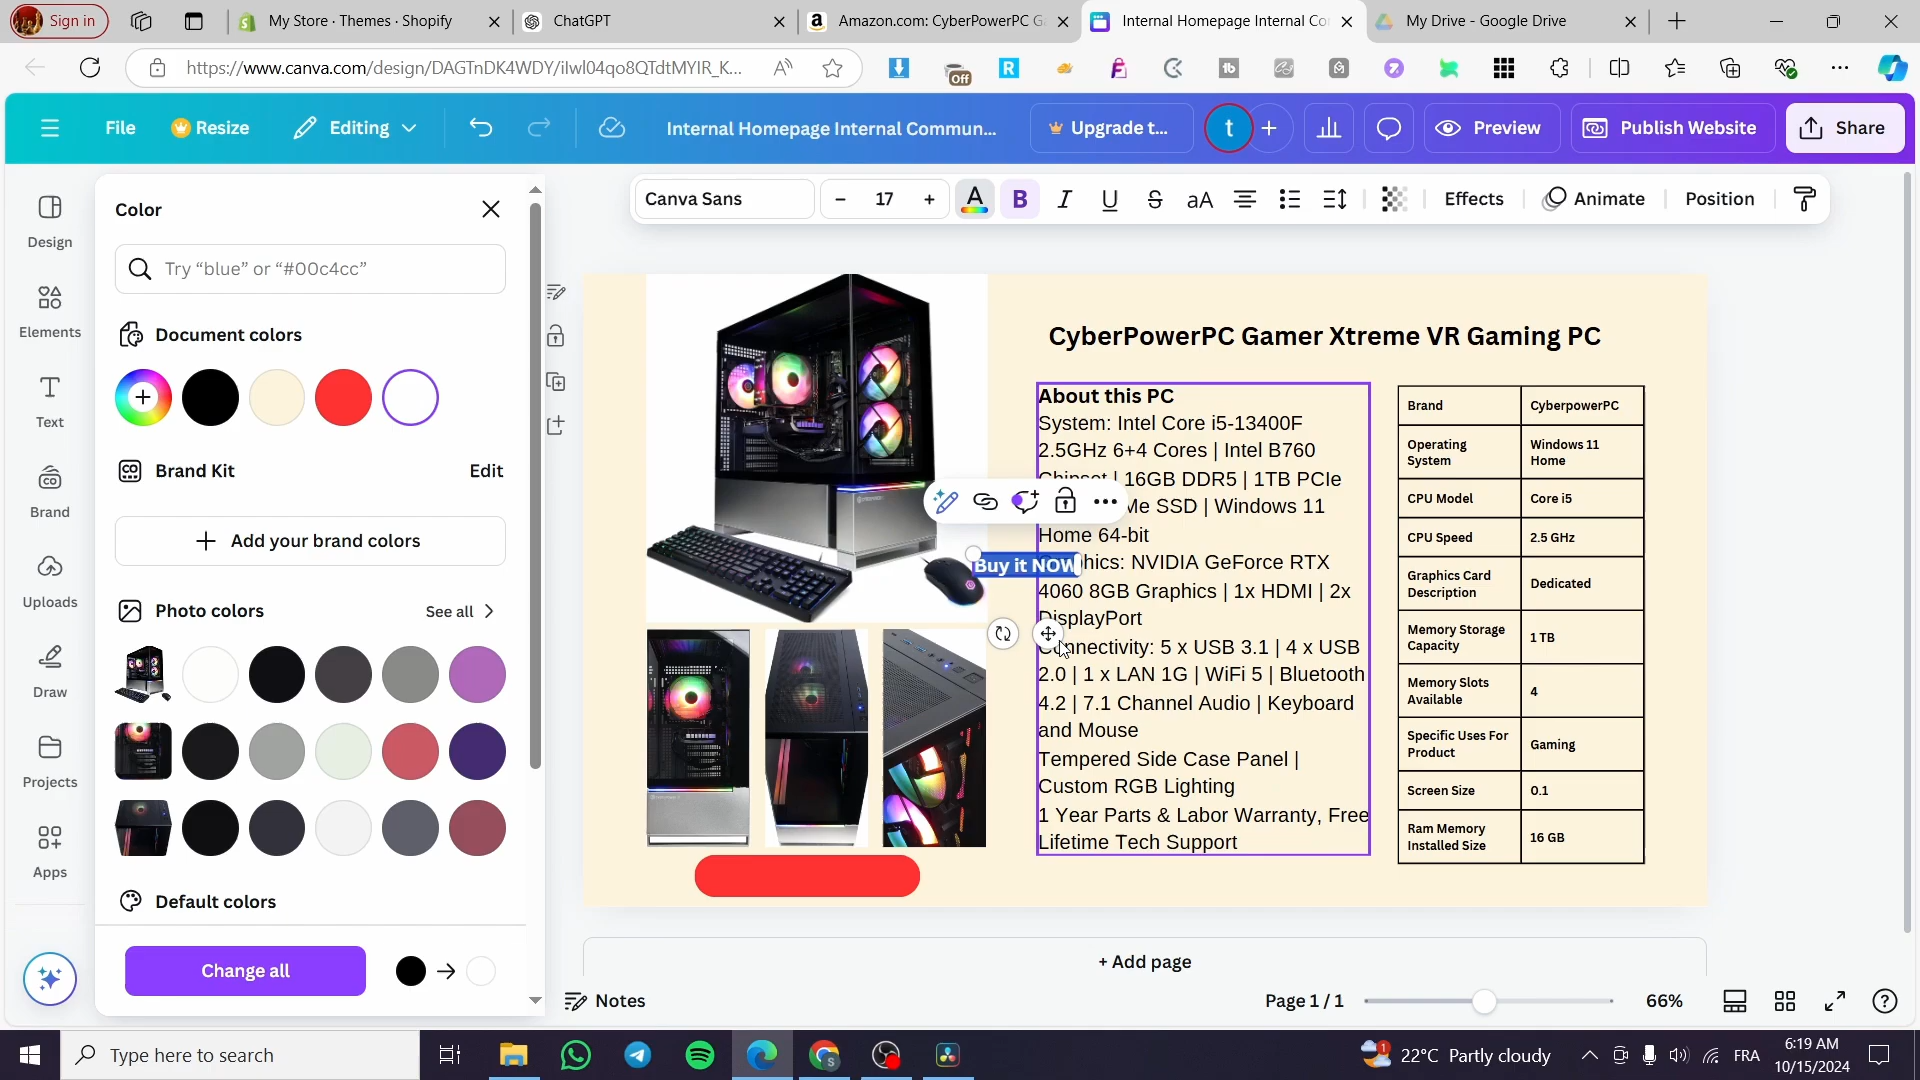 Sign in
My Store · Themes · Shopify
ChatGPT
Amazon.com: CyberPowerPC G
Internal Homepage Internal Co
My Drive - Google Drive
https://www.canva.com/design/DAGTnDK4WDY/ilwl04qo8QTdtMYIR_K...
Off
File
Resize
Editing
Internal Homepage Internal Commun...
Upgrade t...
t
Preview
Publish Website
Share
Design
Elements
Text
Brand
Uploads
Draw
Projects
Apps
Color
Try “blue” or “#00c4cc”
Document colors
Brand Kit
Edit
Add your brand colors
Photo colors
See all
Default colors
Change all
Canva Sans
– 17 +
A B I U S aA
Effects
Animate
Position
CyberPowerPC Gamer Xtreme VR Gaming PC
About this PC
System: Intel Core i5-13400F
2.5GHz 6+4 Cores | Intel B760
Chipset | 16GB DDR5 | 1TB PCIe
Me SSD | Windows 11
Home 64-bit
Buy it NOW
hics: NVIDIA GeForce RTX
4060 8GB Graphics | 1x HDMI | 2x
DisplayPort
Connectivity: 5 x USB 3.1 | 4 x USB
2.0 | 1 x LAN 1G | WiFi 5 | Bluetooth
4.2 | 7.1 Channel Audio | Keyboard
and Mouse
Tempered Side Case Panel |
Custom RGB Lighting
1 Year Parts & Labor Warranty, Free
Lifetime Tech Support
Brand CyberpowerPC
Operating System Windows 11 Home
CPU Model Core i5
CPU Speed 2.5 GHz
Graphics Card Description Dedicated
Memory Storage Capacity 1 TB
Memory Slots Available 4
Specific Uses For Product Gaming
Screen Size 0.1
Ram Memory Installed Size 16 GB
+ Add page
Notes
Page 1 / 1
66%
Type here to search
22°C Partly cloudy
FRA
6:19 AM
10/15/2024